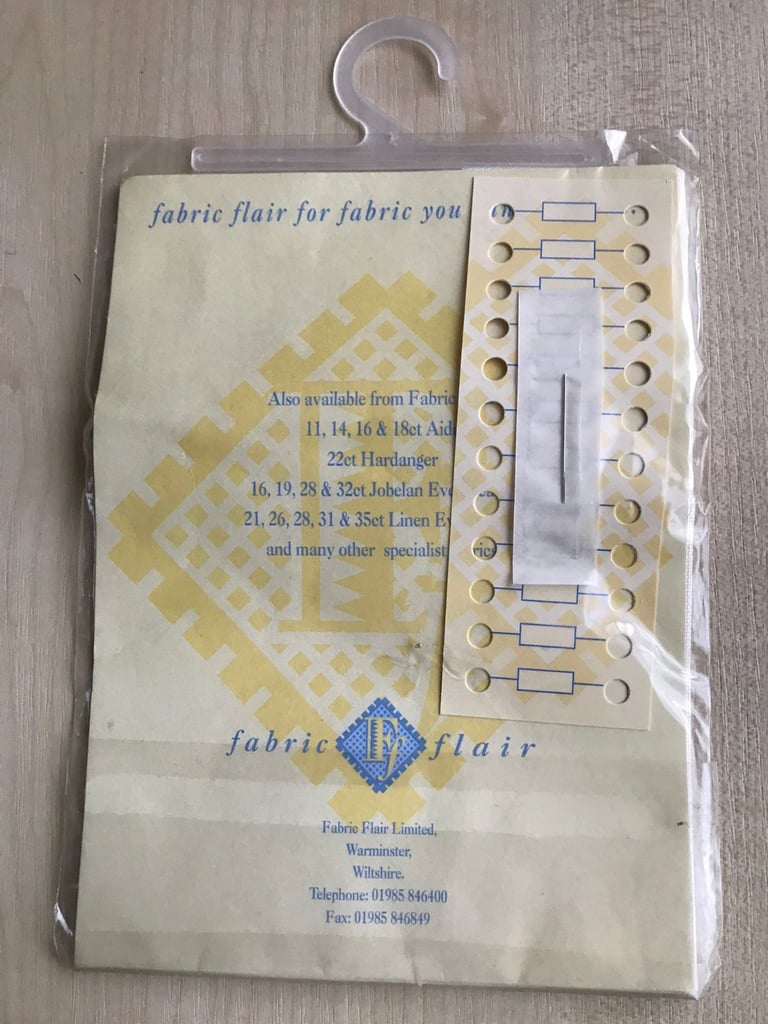 fabric flair for fabric you
Also available from Fabric
11, 14, 16 & 18ct Aid
22ct Hardanger
16, 19, 28 & 32ct Jobelan Eve
21, 26, 28, 31 & 35ct Linen Ev
and many other specialist
fabric Ff flair
Fabric Flair Limited,
Warminster,
Wiltshire.
Telephone: 01985 846400
Fax: 01985 846849